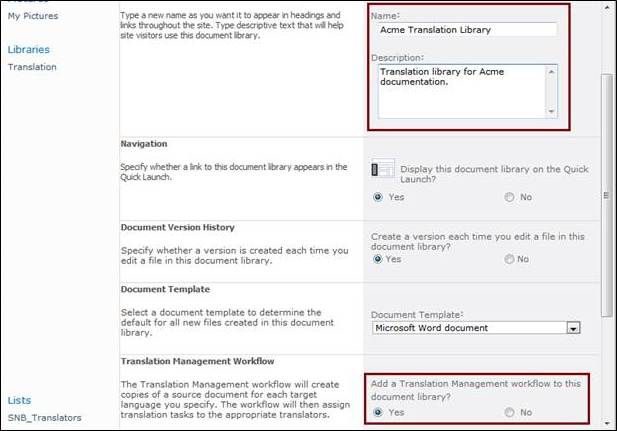 My Pictures
Libraries
Translation
Lists
SNB_Translators
Type a new name as you want it to appear in headings and
links throughout the site. Type descriptive text that will help
site visitors use this document library.
Name:
Acme Translation Library
Description:
Translation library for Acme
documentation.
Navigation
Specify whether a link to this document library appears in the
Quick Launch.
Display this document library on the Quick
Launch?
Yes No
Document Version History
Specify whether a version is created each time you
edit a file in this document library.
Create a version each time you edit a file in this
document library?
Yes No
Document Template
Select a document template to determine the
default for all new files created in this document
library.
Document Template:
Microsoft Word document
Translation Management Workflow
The Translation Management workflow will create
copies of a source document for each target
language you specify. The workflow will then assign
translation tasks to the appropriate translators.
Add a Translation Management workflow to this
document library?
Yes No